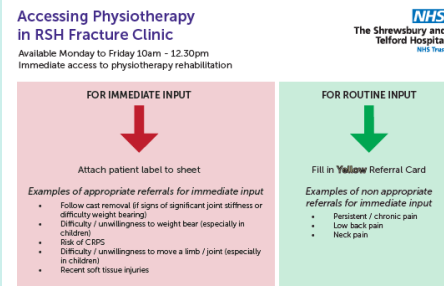 Accessing Physiotherapy
in RSH Fracture Clinic
Available Monday to Friday 10am - 12.30pm
Immediate access to physiotherapy rehabilitation
NHS
The Shrewsbury and
Telford Hospital
NHS Trust
FOR IMMEDIATE INPUT
Attach patient label to sheet
Examples of appropriate referrals for immediate input
• Follow cast removal (if signs of significant joint stiffness or
difficulty weight bearing)
• Difficulty / unwillingness to weight bear (especially in
children)
• Risk of CRPS
• Difficulty / unwillingness to move a limb / joint (especially
in children)
• Recent soft tissue injuries
FOR ROUTINE INPUT
Fill in Yellow Referral Card
Examples of non appropriate
referrals for immediate input
• Persistent / chronic pain
• Low back pain
• Neck pain